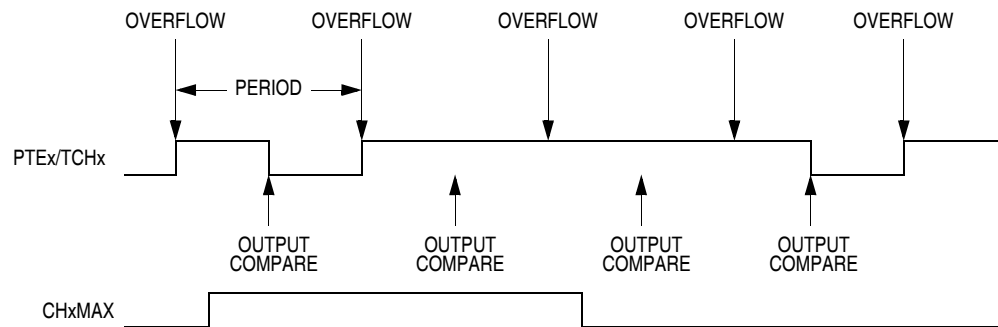 OVERFLOW OVERFLOW OVERFLOW OVERFLOW OVERFLOW
PERIOD
PTEx/TCHx
OUTPUT COMPARE
OUTPUT COMPARE
OUTPUT COMPARE
OUTPUT COMPARE
CHxMAX